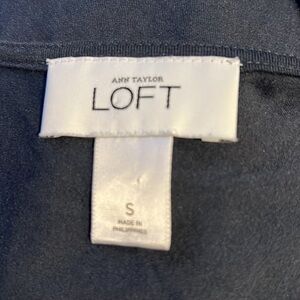 ANN TAYLOR
LOFT
S
MADE IN
PHILIPPINES